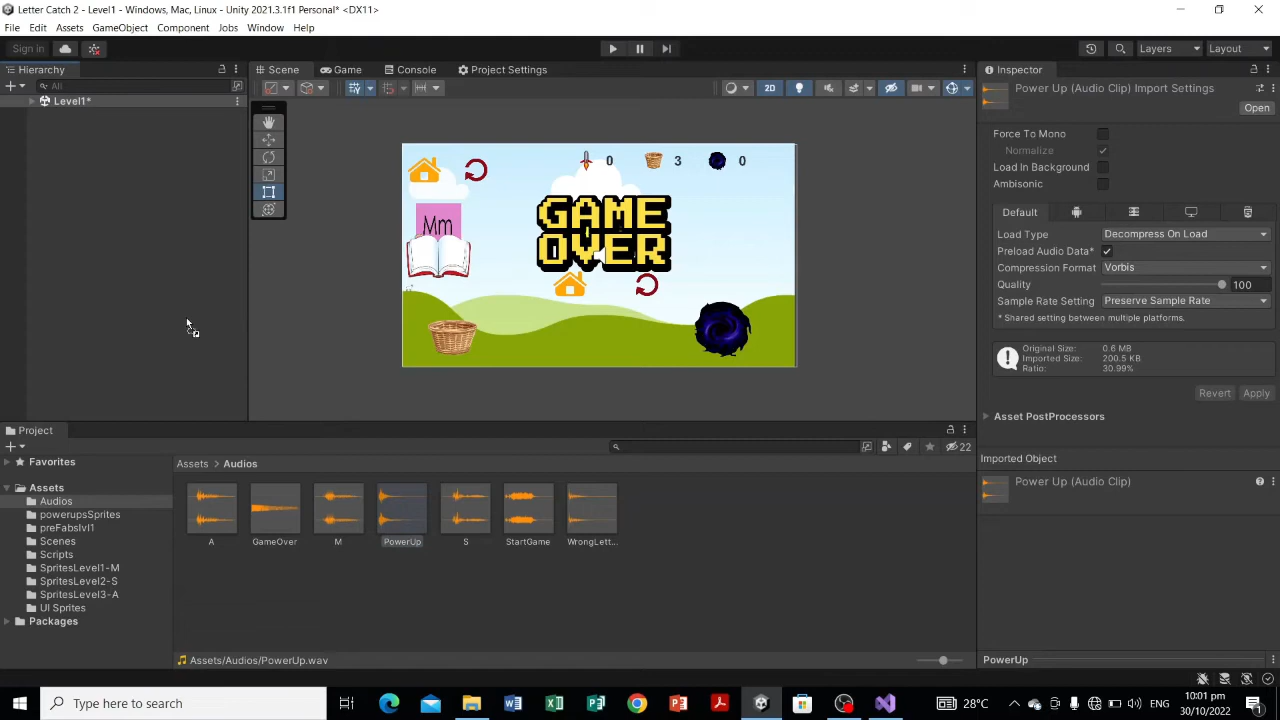 Letter Catch 2 - Level1 - Windows, Mac, Linux - Unity 2021.3.1f1 Personal* <DX11>
File Edit Assets GameObject Component Jobs Window Help
Sign in Layers Layout
Hierarchy Scene Game Console Project Settings Inspector
All 2D Power Up (Audio Clip) Import Settings
Level1* Open
Force To Mono
Normalize
Load In Background
Ambisonic
0 3 0
Mm
GAME
OVER
Default
Load Type Decompress On Load
Preload Audio Data*
Compression Format Vorbis
Quality 100
Sample Rate Setting Preserve Sample Rate
* Shared setting between multiple platforms.
Original Size: 0.6 MB
Imported Size: 200.5 KB
Ratio: 30.99%
Revert Apply
Asset PostProcessors
Imported Object
Power Up (Audio Clip)
Project
22
Favorites
Assets > Audios
Assets
Audios
powerupsSprites
preFabslvl1
Scenes
Scripts
SpritesLevel1-M
SpritesLevel2-S
SpritesLevel3-A
UI Sprites
Packages
A GameOver M PowerUp S StartGame WrongLett...
Assets/Audios/PowerUp.wav
PowerUp
Type here to search
28°C ENG 10:01 pm
30/10/2022